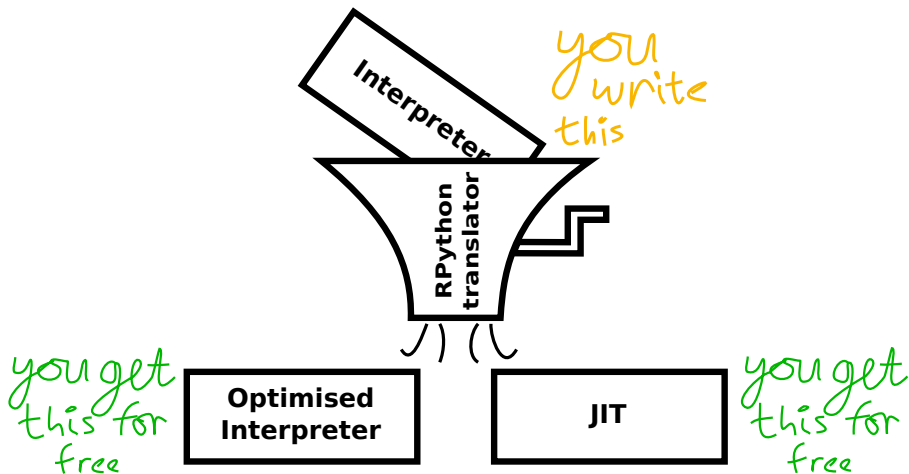 Interpreter
you
write
this
RPython
translator
you get
this for
free
Optimised
Interpreter
JIT
you get
this for
free